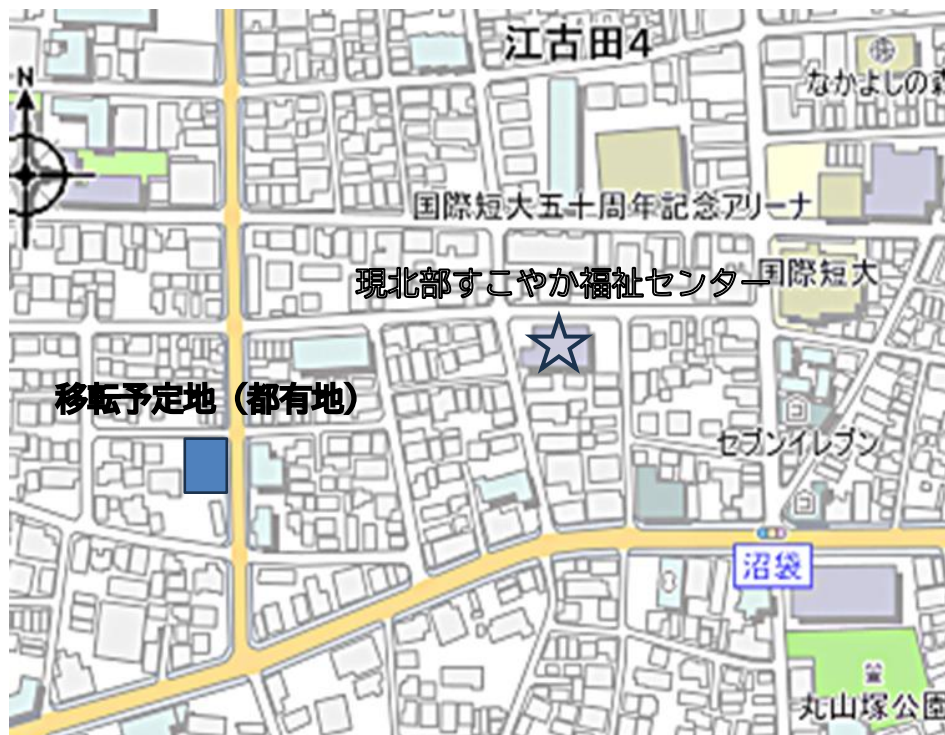 江古田4
N
なかよしの森
国際短大五十周年記念アリーナ
国際短大
現北部すこやか福祉センター
移転予定地（都有地）
セブンイレブン
沼袋
丸山塚公園